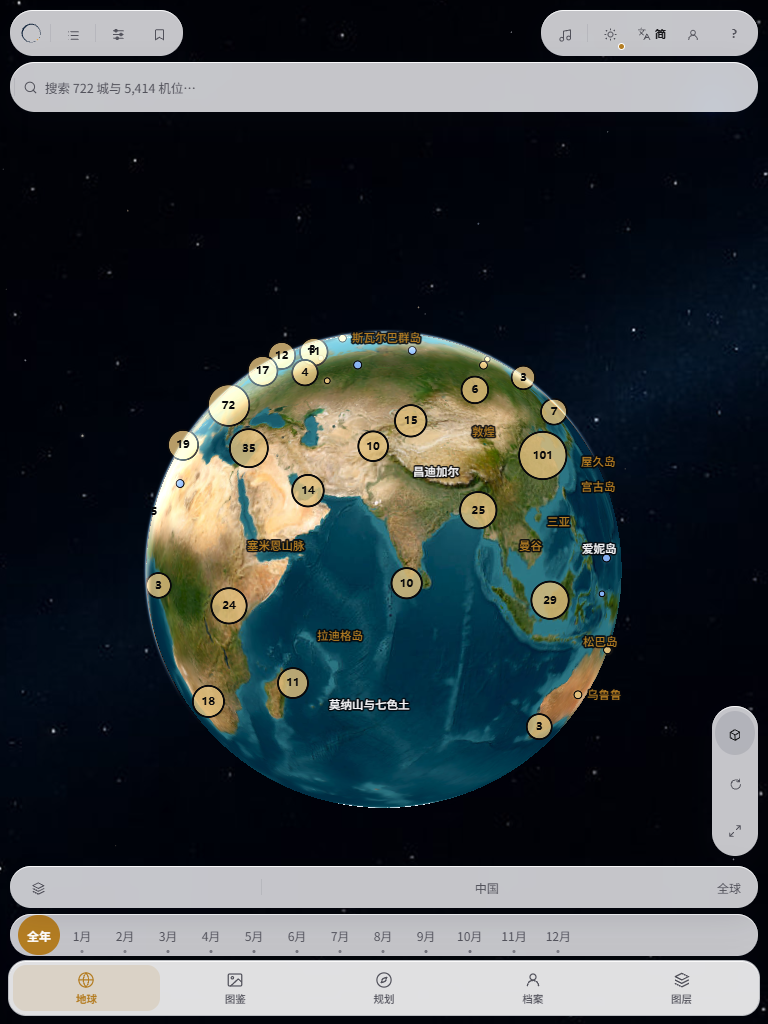 简
?
搜索 722 城与 5,414 机位…
斯瓦尔巴群岛
12
17
4
3
6
7
72
15
敦煌
19
35
10
昌迪加尔
101
屋久岛
14
宫古岛
25
三亚
塞米恩山脉
曼谷
爱妮岛
3
10
24
29
拉迪格岛
松巴岛
11
乌鲁鲁
18
莫纳山与七色土
3
中国
全球
全年 1月 2月 3月 4月 5月 6月 7月 8月 9月 10月 11月 12月
地球 图鉴 规划 档案 图层